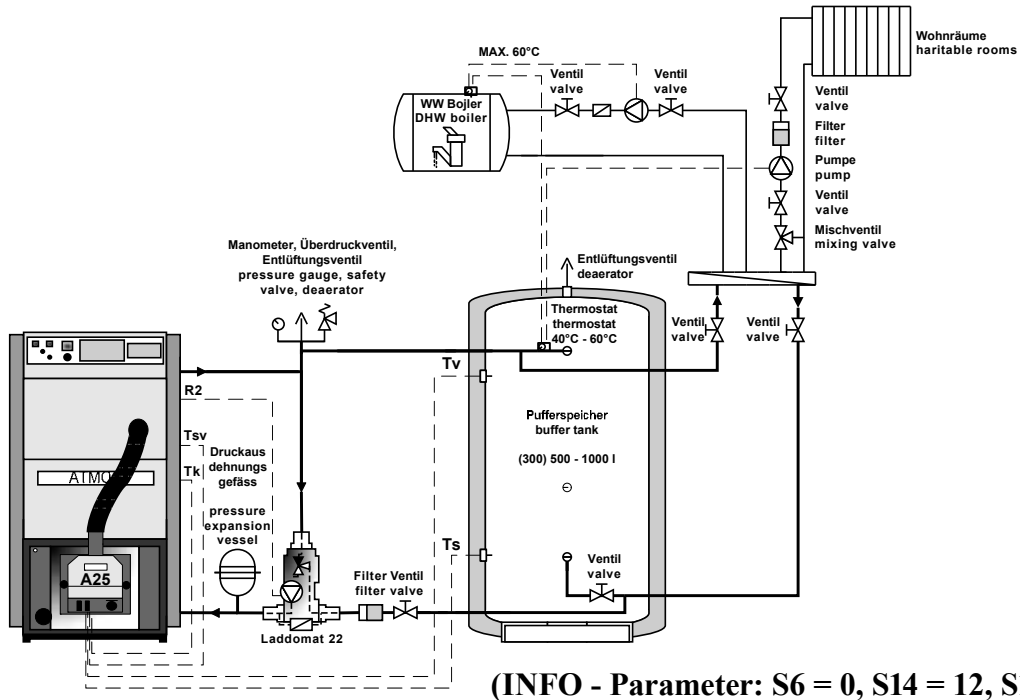 MAX. 60°C
Wohnräume
haritable rooms
Ventil
valve
Ventil
valve
WW Bojler
DHW boiler
Ventil
valve
Filter
filter
Pumpe
pump
Ventil
valve
Mischventil
mixing valve
Manometer, Überdruckventil,
Entlüftungsventil
pressure gauge, safety
valve, deaerator
Entlüftungsventil
deaerator
Thermostat
thermostat
40°C - 60°C
Ventil
valve
Ventil
valve
Tv
R2
Tsv
Tk
Druckaus
dehnungs
gefäss
pressure
expansion
vessel
Pufferspeicher
buffer tank
(300) 500 - 1000 l
ATMO
A25
Ts
Filter Ventil
filter valve
Ventil
valve
Laddomat 22
(INFO - Parameter: S6 = 0, S14 = 12, S